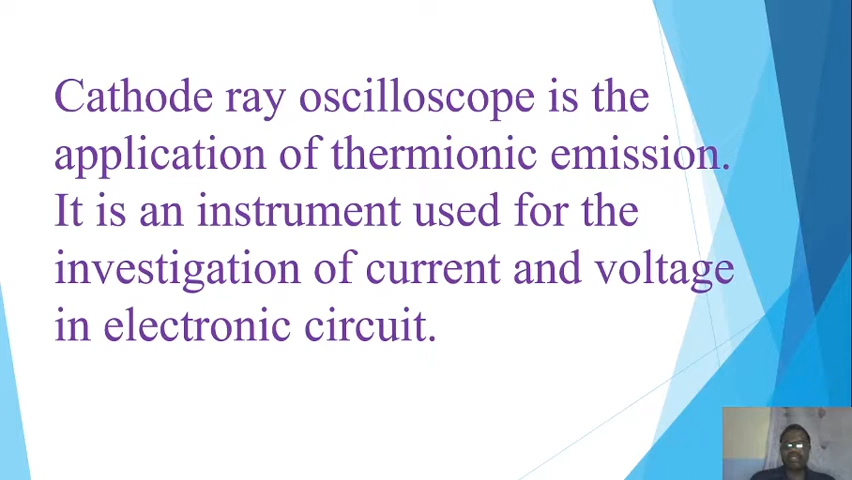 Cathode ray oscilloscope is the
application of thermionic emission.
It is an instrument used for the
investigation of current and voltage
in electronic circuit.